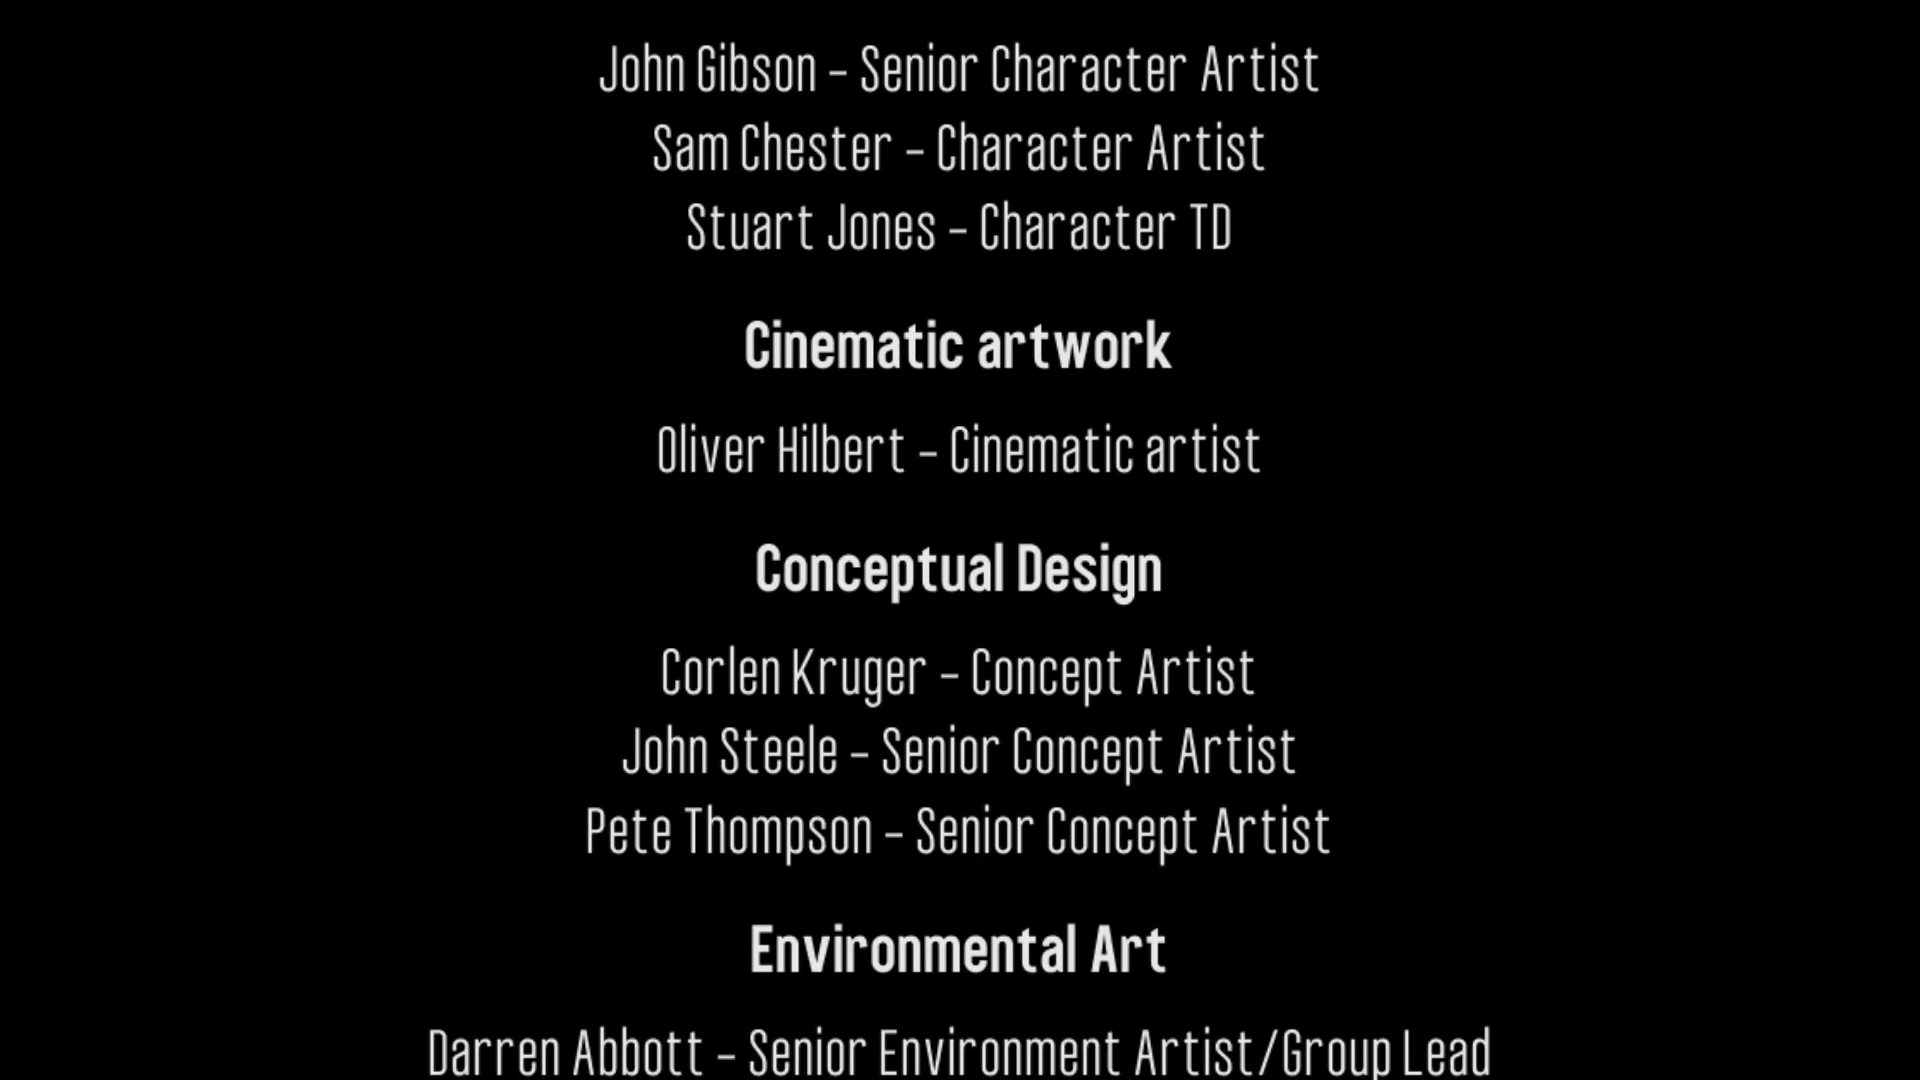 John Gibson – Senior Character Artist
Sam Chester – Character Artist
Stuart Jones – Character TD
Cinematic artwork
Oliver Hilbert – Cinematic artist
Conceptual Design
Corlen Kruger – Concept Artist
John Steele – Senior Concept Artist
Pete Thompson – Senior Concept Artist
Environmental Art
Darren Abbott – Senior Environment Artist/Group Lead